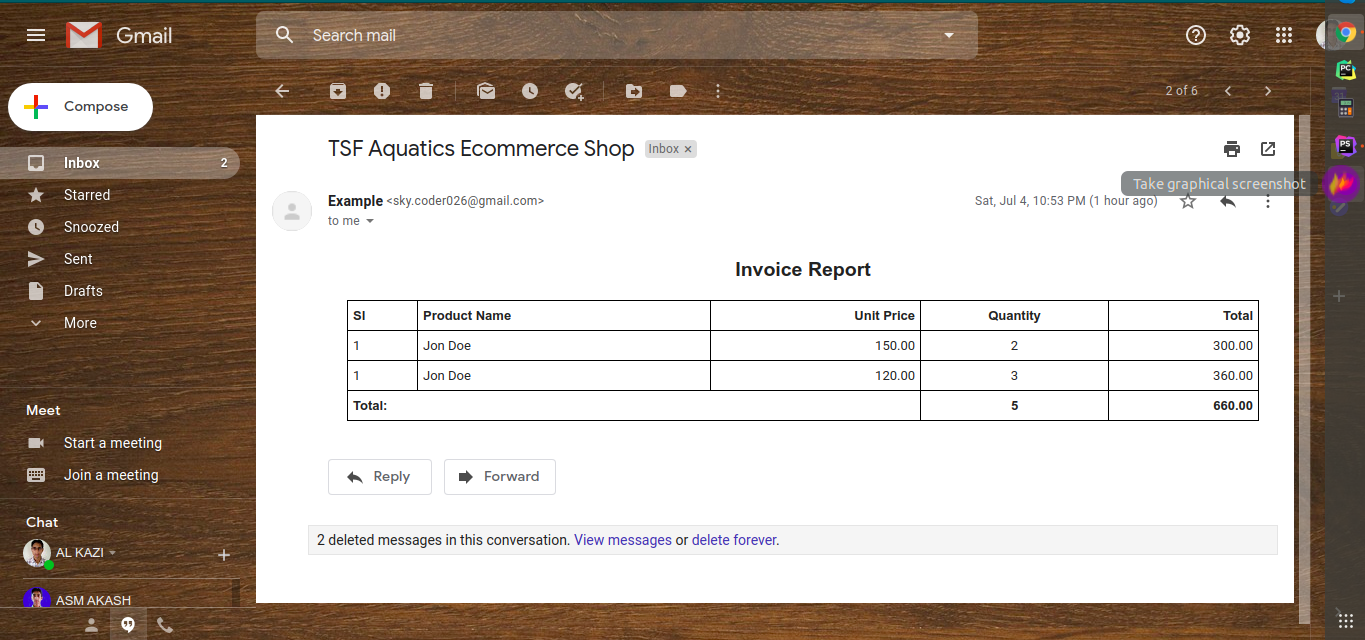 Gmail
Search mail
Compose
2 of 6
Inbox 2
Starred
Snoozed
Sent
Drafts
More
Meet
Start a meeting
Join a meeting
Chat
AL KAZI
ASM AKASH
TSF Aquatics Ecommerce Shop Inbox ×
Take graphical screenshot
Example <sky.coder026@gmail.com> Sat, Jul 4, 10:53 PM (1 hour ago)
to me
Invoice Report
Sl Product Name Unit Price Quantity Total
1 Jon Doe 150.00 2 300.00
1 Jon Doe 120.00 3 360.00
Total: 5 660.00
Reply Forward
2 deleted messages in this conversation. View messages or delete forever.
PC
PS